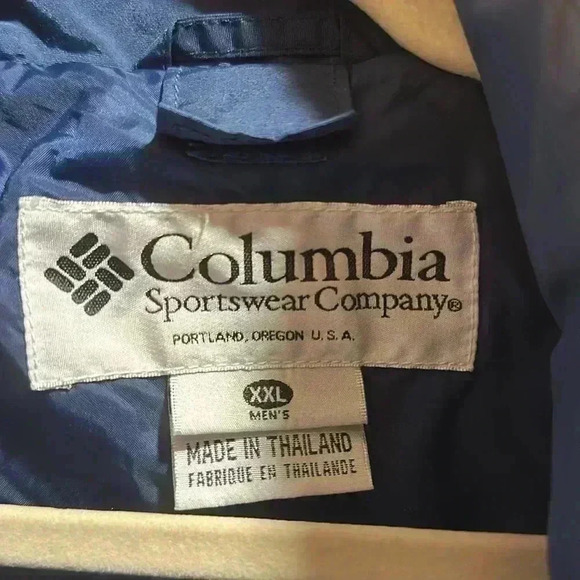 Columbia
Sportswear Company®
PORTLAND, OREGON U.S.A.
XXL
MEN'S
MADE IN THAILAND
FABRIQUE EN THAILANDE